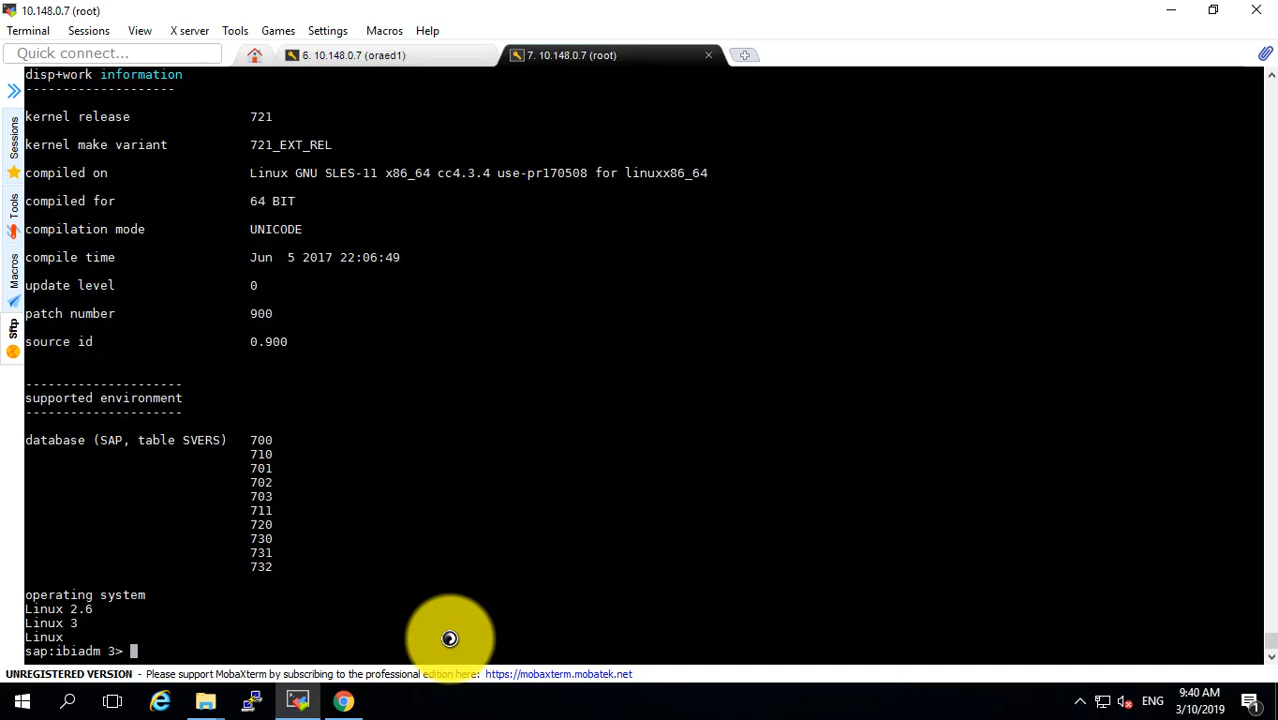 10.148.0.7
Terminal Sessions View X server Tools Games Settings Macros Help
Quick connect...
6. 10.148.0.7 (oraed1)
7. 10.148.0.7 (root)
Sessions
Tools
Macros
Sftp
disp+work information
--------------------
kernel release 721
kernel make variant 721_EXT_REL
compiled on Linux GNU SLES-11 x86_64 cc4.3.4 use-pr170508 for linuxx86_64
compiled for 64 BIT
compilation mode UNICODE
compile time Jun  5 2017 22:06:49
update level 0
patch number 900
source id 0.900
---------------------
supported environment
---------------------
database (SAP, table SVERS) 700
710
701
702
703
711
720
730
731
732
operating system
Linux 2.6
Linux 3
Linux
sap:ibiadm 3>
UNREGISTERED VERSION - Please support MobaXterm by subscribing to the professional edition here: https://mobaxterm.mobatek.net
ENG
9:40 AM
3/10/2019
1